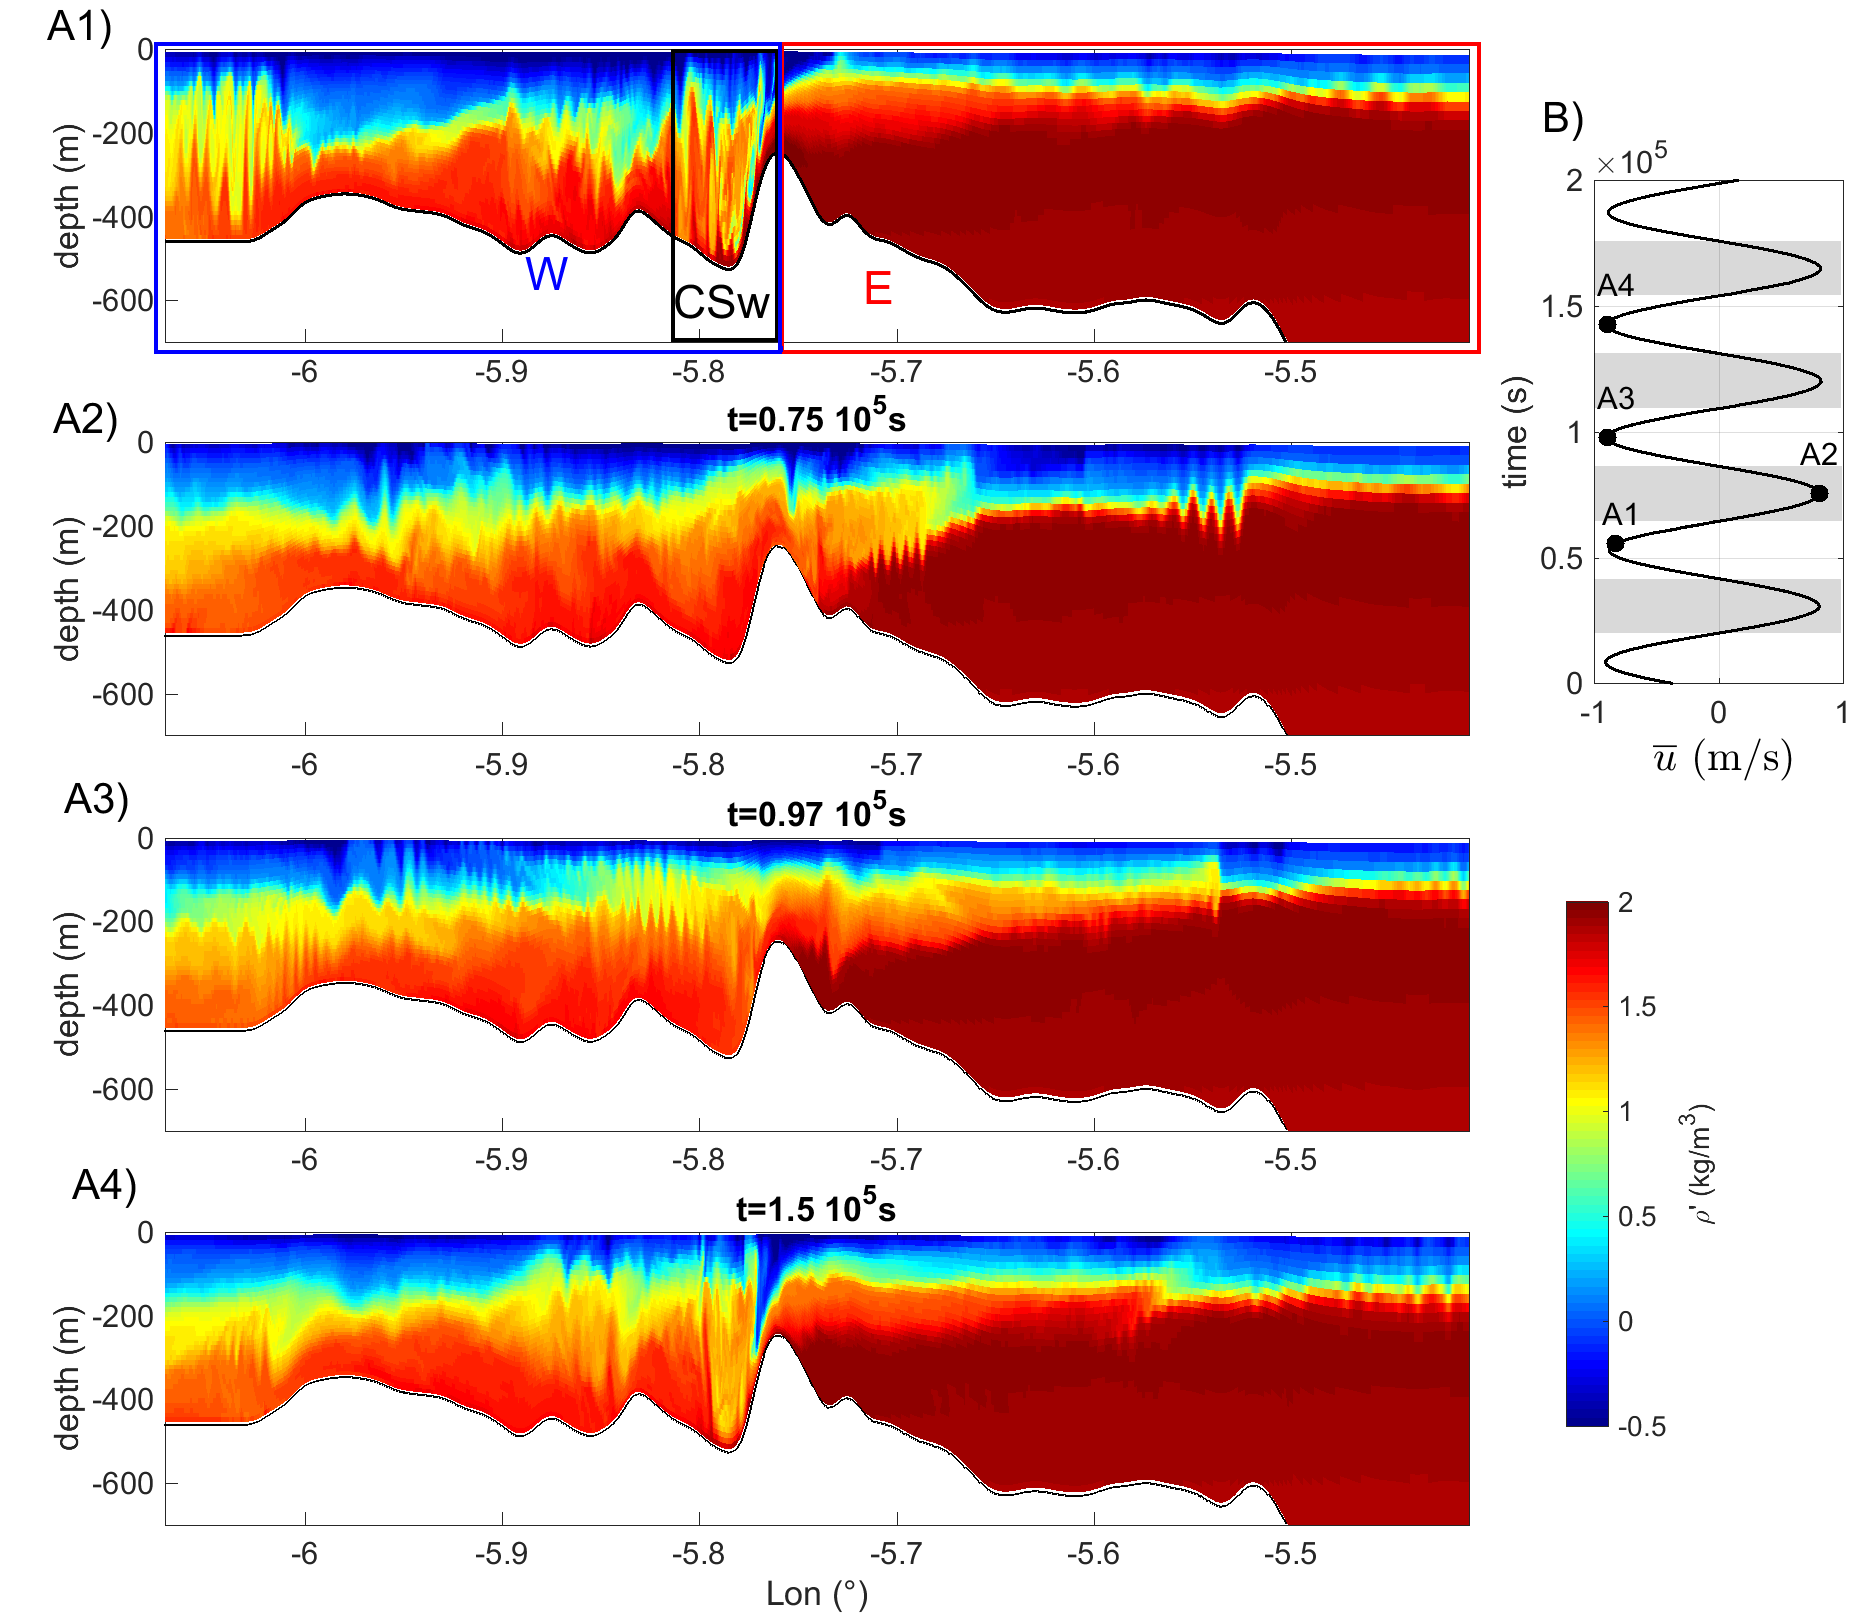 A1)
0
-200
-400
-600
depth (m)
W
CSw
E
-6
-5.9
-5.8
-5.7
-5.6
-5.5
A2)
t=0.75 10^5s
0
-200
-400
-600
depth (m)
-6
-5.9
-5.8
-5.7
-5.6
-5.5
A3)
t=0.97 10^5s
0
-200
-400
-600
depth (m)
-6
-5.9
-5.8
-5.7
-5.6
-5.5
A4)
t=1.5 10^5s
0
-200
-400
-600
depth (m)
-6
-5.9
-5.8
-5.7
-5.6
-5.5
Lon (°)
B)
×10^5
2
1.5
1
0.5
0
time (s)
A4
A3
A2
A1
-1
0
1
u̅ (m/s)
2
1.5
1
0.5
0
-0.5
ρ' (kg/m³)